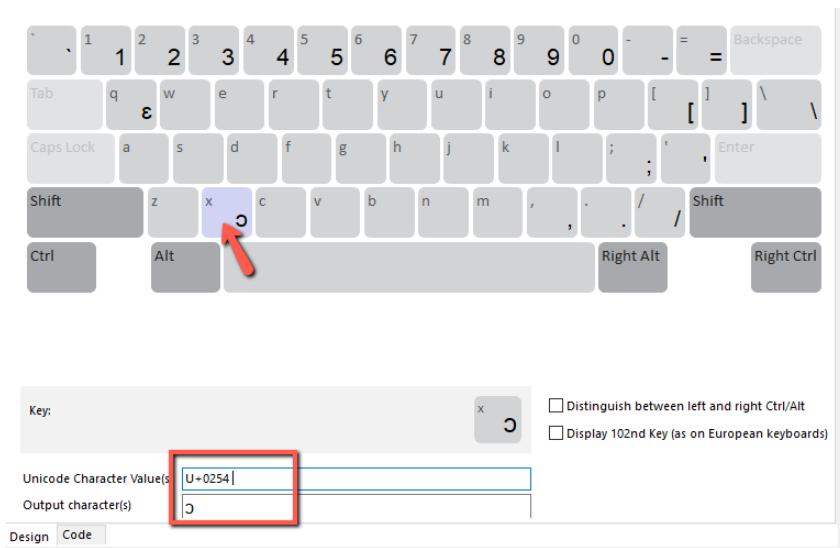 ` ` 1 1 2 2 3 3 4 4 5 5 6 6 7 7 8 8 9 9 0 0 - - = = Backspace
Tab q ɛ w e r t y u i o p [ [ ] ] \ \
Caps Lock a s d f g h j k l ; ; ' ' Enter
Shift z x ɔ c v b n m , , . . / / Shift
Ctrl Alt Right Alt Right Ctrl
Key: x ɔ
Distinguish between left and right Ctrl/Alt
Display 102nd Key (as on European keyboards)
Unicode Character Value(s U+0254
Output character(s) ɔ
Design Code